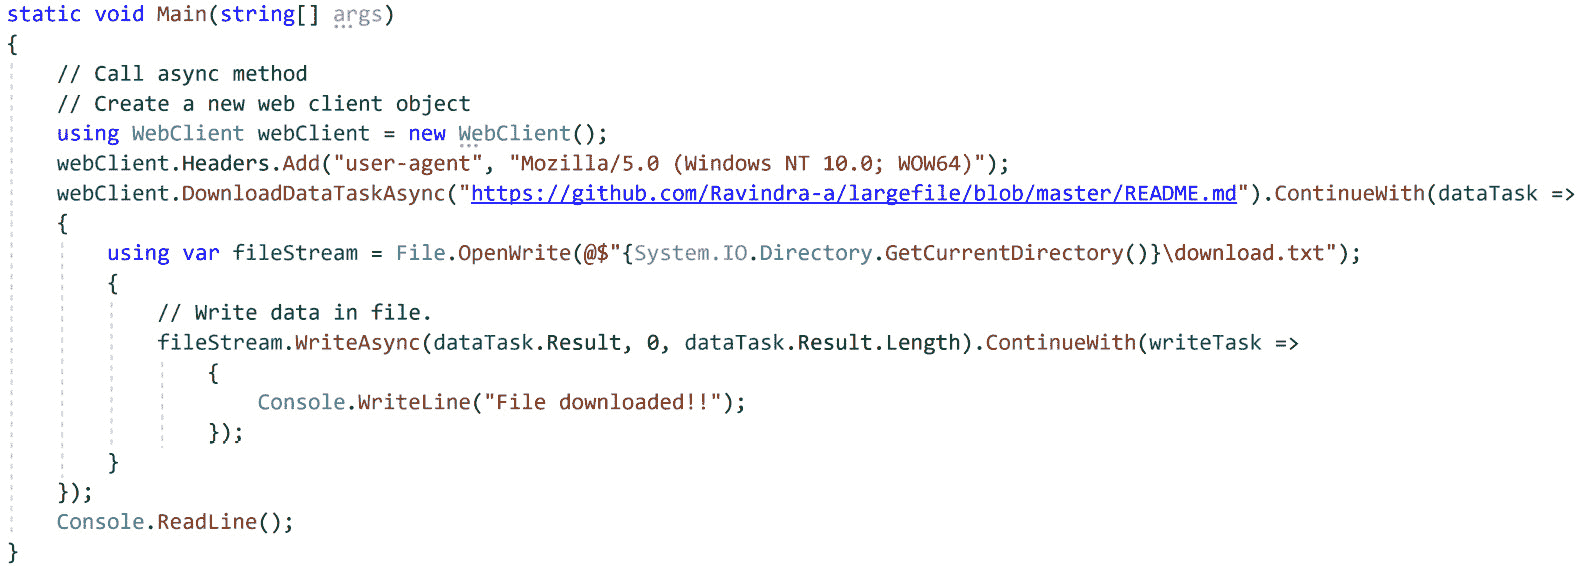 static void Main(string[] args)
{
    // Call async method
    // Create a new web client object
    using WebClient webClient = new WebClient();
    webClient.Headers.Add("user-agent", "Mozilla/5.0 (Windows NT 10.0; WOW64)");
    webClient.DownloadDataTaskAsync("https://github.com/Ravindra-a/largefile/blob/master/README.md").ContinueWith(dataTask =>
    {
        using var fileStream = File.OpenWrite(@$"{System.IO.Directory.GetCurrentDirectory()}\download.txt");
        {
            // Write data in file.
            fileStream.WriteAsync(dataTask.Result, 0, dataTask.Result.Length).ContinueWith(writeTask =>
                {
                    Console.WriteLine("File downloaded!!");
                });
        }
    });
    Console.ReadLine();
}